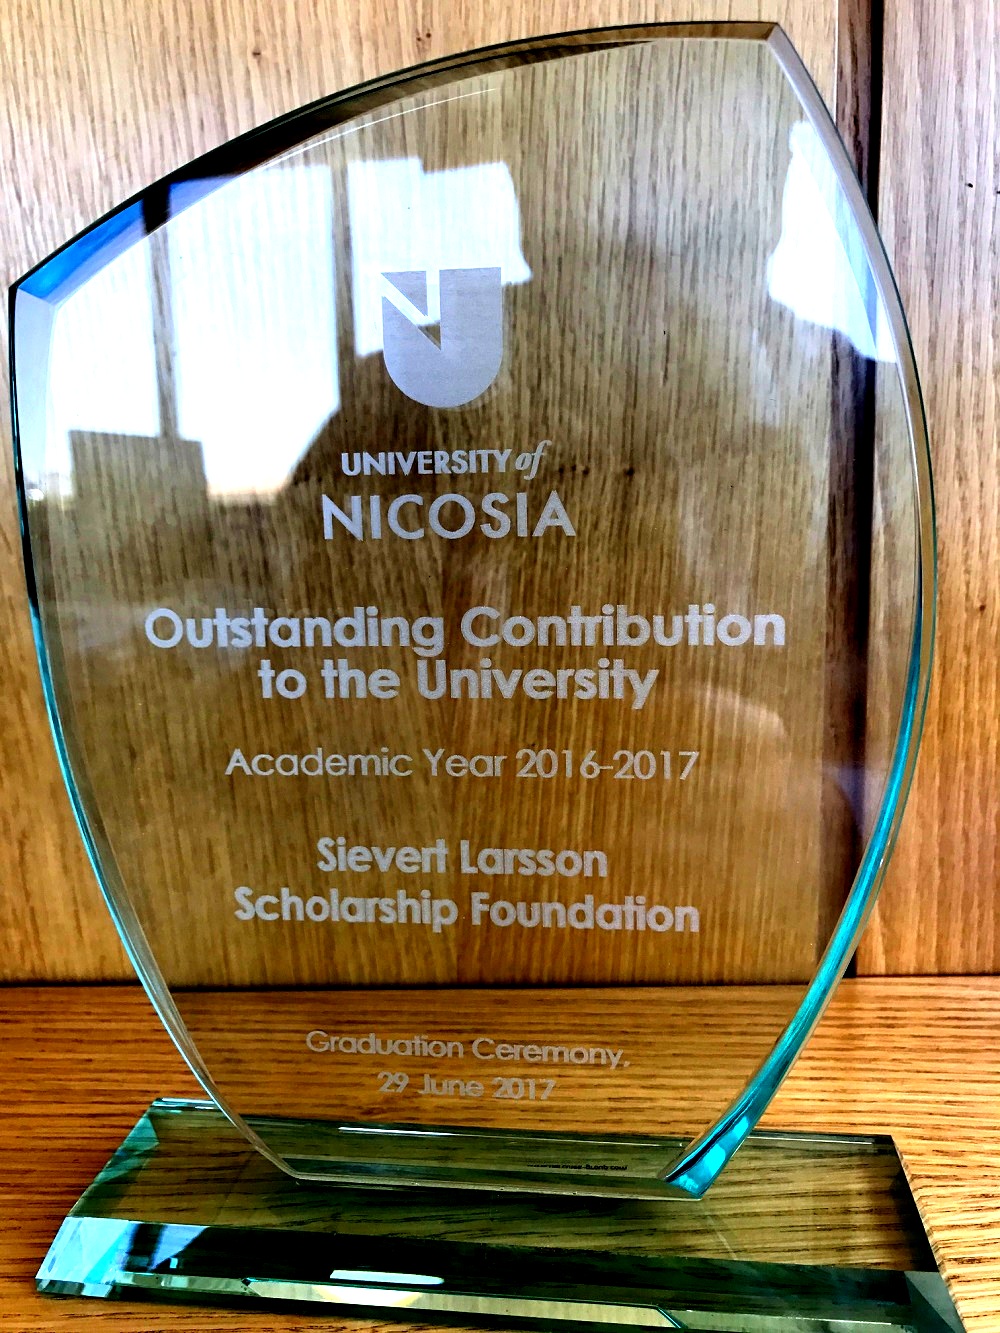 UNIVERSITY of
NICOSIA
Outstanding Contribution
to the University
Academic Year 2016-2017
Sievert Larsson
Scholarship Foundation
Graduation Ceremony,
29 June 2017